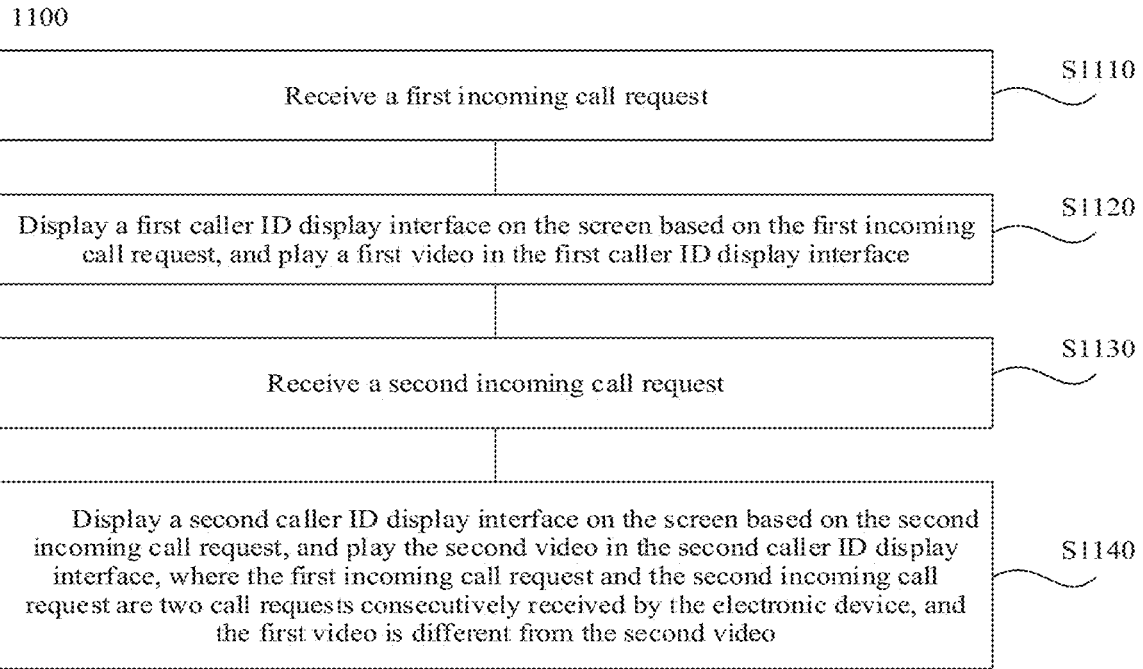 1100
Receive a first incoming call request
S1110
Display a first caller ID display interface on the screen based on the first incoming
call request, and play a first video in the first caller ID display interface
S1120
Receive a second incoming call request
S1130
Display a second caller ID display interface on the screen based on the second
incoming call request, and play the second video in the second caller ID display
interface, where the first incoming call request and the second incoming call
request are two call requests consecutively received by the electronic device, and
the first video is different from the second video
S1140